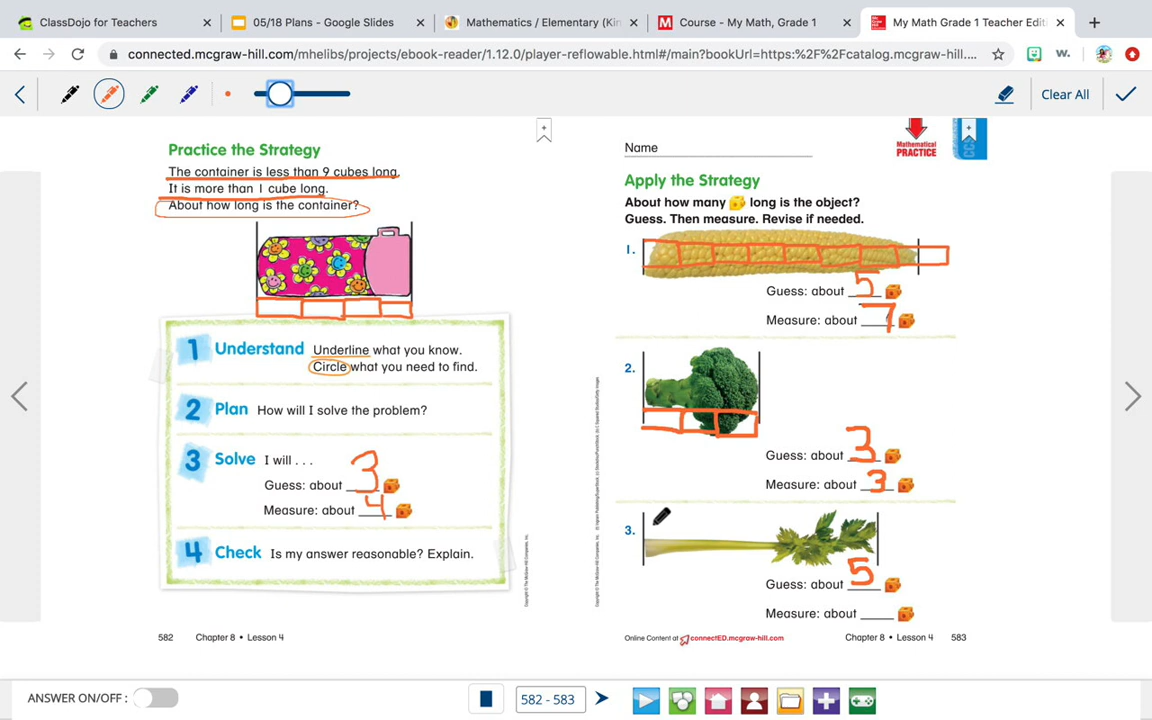 ClassDojo for Teachers
05/18 Plans - Google Slides
Mathematics / Elementary (Kin
Course - My Math, Grade 1
My Math Grade 1 Teacher Edit
connected.mcgraw-hill.com/mhelibs/projects/ebook-reader/1.12.0/player-reflowable.html#/main?bookUrl=https:%2F%2Fcatalog.mcgraw-hill....
w.
Clear All
Practice the Strategy
The container is less than 9 cubes long.
It is more than 1 cube long.
About how long is the container?
1 Understand Underline what you know.
Circle what you need to find.
2 Plan How will I solve the problem?
3 Solve I will . . .
Guess: about 3
Measure: about 4
4 Check Is my answer reasonable? Explain.
582 Chapter 8 • Lesson 4
Name
Mathematical
PRACTICE
Apply the Strategy
About how many long is the object?
Guess. Then measure. Revise if needed.
1.
Guess: about 5
Measure: about 7
2.
Guess: about 3
Measure: about 3
3.
Guess: about 5
Measure: about
Online Content at connectED.mcgraw-hill.com
Chapter 8 • Lesson 4 583
ANSWER ON/OFF :
582 - 583